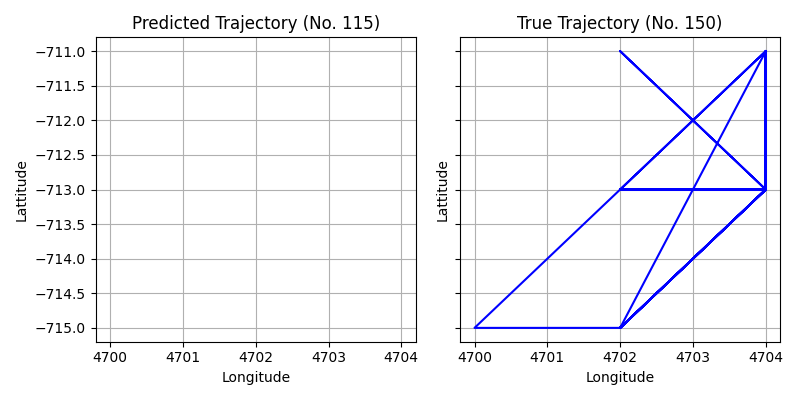 Predicted Trajectory (No. 115)
True Trajectory (No. 150)
−711.0
−711.5
−712.0
−712.5
−713.0
−713.5
−714.0
−714.5
−715.0
Lattitude
Lattitude
4700 4701 4702 4703 4704
4700 4701 4702 4703 4704
Longitude
Longitude